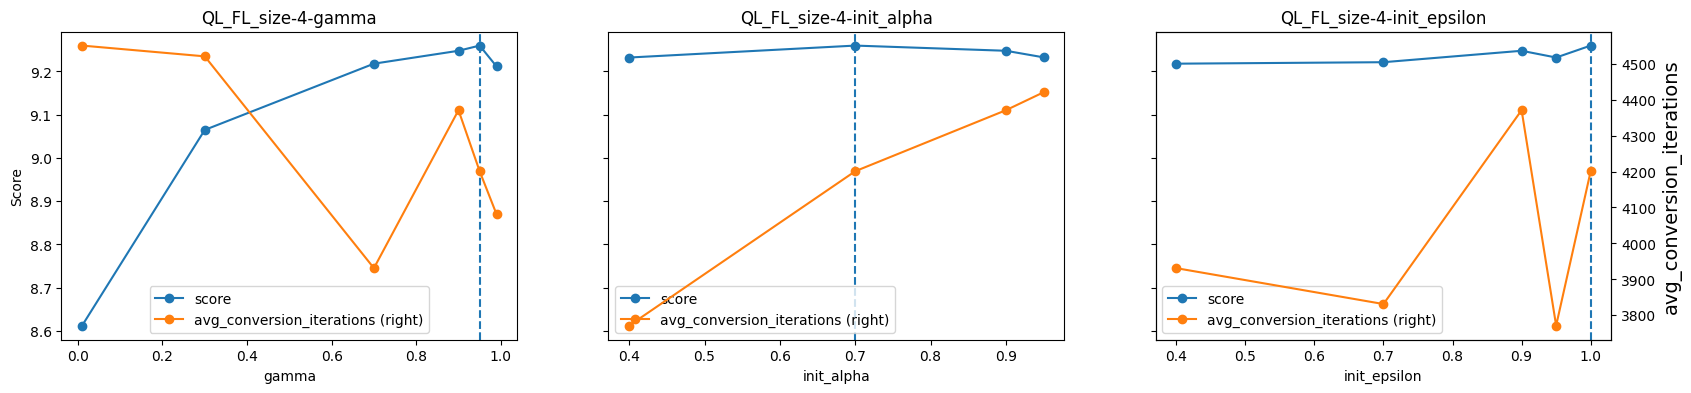 QL_FL_size-4-gamma
Score
9.2
9.1
9.0
8.9
8.8
8.7
8.6
score
avg_conversion_iterations (right)
0.0 0.2 0.4 0.6 0.8 1.0
gamma
QL_FL_size-4-init_alpha
score
avg_conversion_iterations (right)
0.4 0.5 0.6 0.7 0.8 0.9
init_alpha
QL_FL_size-4-init_epsilon
score
avg_conversion_iterations (right)
0.4 0.5 0.6 0.7 0.8 0.9 1.0
init_epsilon
4500
4400
4300
4200
4100
4000
3900
3800
avg_conversion_iterations